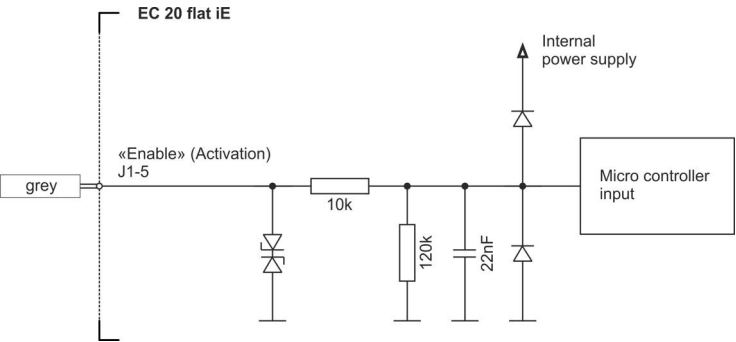 EC 20 flat iE
Internal
power supply
«Enable» (Activation)
J1-5
grey
10k
120k
22nF
Micro controller
input